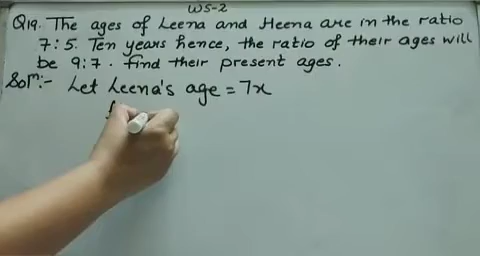 WS-2
Q19. The ages of Leena and Heena are in the ratio
7:5. Ten years hence, the ratio of their ages will
be 9:7. find their present ages.
Solⁿ:- Let Leena's age = 7x